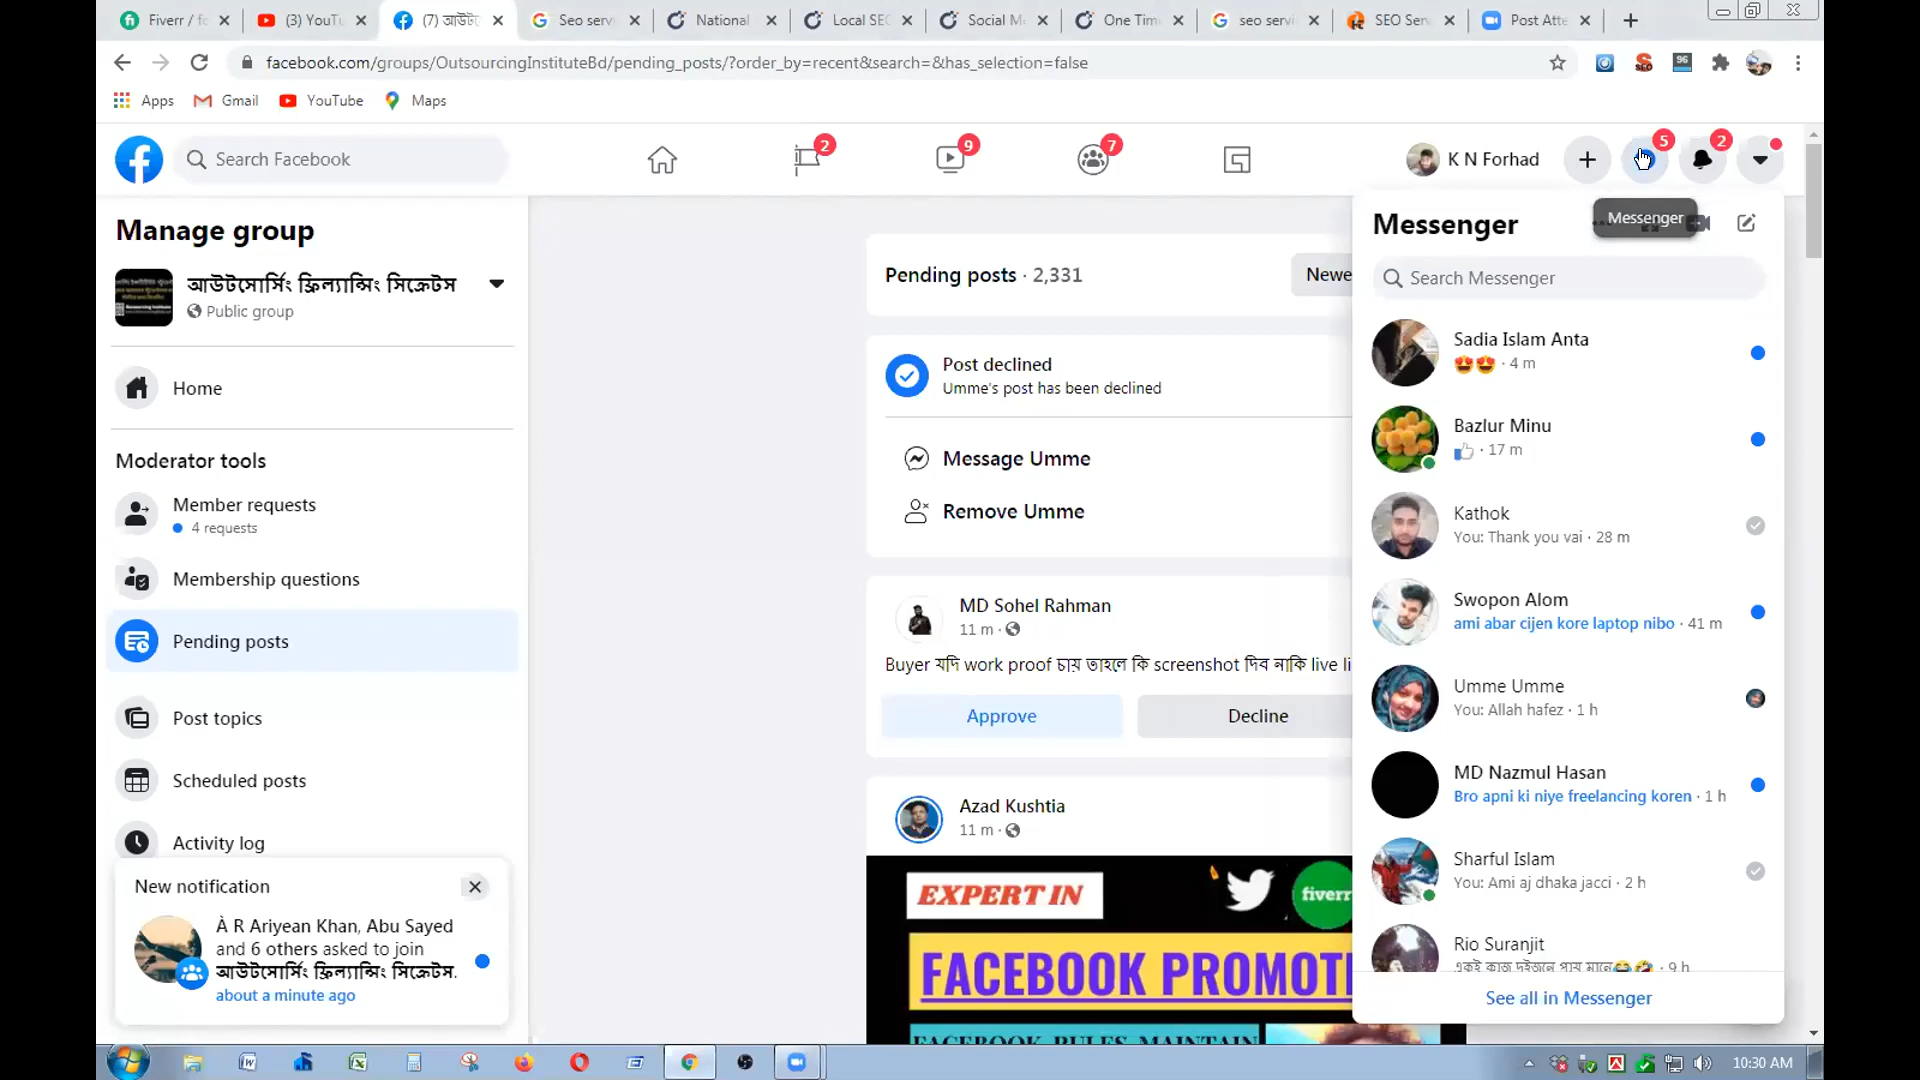 Fiverr / fo
(3) YouTu
(7) আউটে
Seo servi
National
Local SEO
Social M
One Tim
seo servi
SEO Serv
Post Atte
facebook.com/groups/OutsourcingInstituteBd/pending_posts/?order_by=recent&search=&has_selection=false
96
Apps
Gmail
YouTube
Maps
Search Facebook
2
9
7
K N Forhad
5
2
Manage group
আউটসোর্সিং ফ্রিল্যান্সিং সিক্রেটস
Public group
Home
Moderator tools
Member requests
4 requests
Membership questions
Pending posts
Post topics
Scheduled posts
Activity log
New notification
À R Ariyean Khan, Abu Sayed
and 6 others asked to join
আউটসোর্সিং ফ্রিল্যান্সিং সিক্রেটস.
about a minute ago
Pending posts · 2,331
Newe
Post declined
Umme's post has been declined
Message Umme
Remove Umme
MD Sohel Rahman
11 m ·
Buyer যদি work proof চায় তাহলে কি screenshot দিব নাকি live li
Approve
Decline
Azad Kushtia
11 m ·
EXPERT IN
fiverr
FACEBOOK PROMOTI
FACEBOOK RULES MAINTAIN
Messenger
Messenger
Search Messenger
Sadia Islam Anta
😍😍 · 4 m
Bazlur Minu
👍 · 17 m
Kathok
You: Thank you vai · 28 m
Swopon Alom
ami abar cijen kore laptop nibo · 41 m
Umme Umme
You: Allah hafez · 1 h
MD Nazmul Hasan
Bro apni ki niye freelancing koren · 1 h
Sharful Islam
You: Ami aj dhaka jacci · 2 h
Rio Suranjit
একই কাজ দুইজনে পায় মানে😂🤣 · 9 h
See all in Messenger
10:30 AM